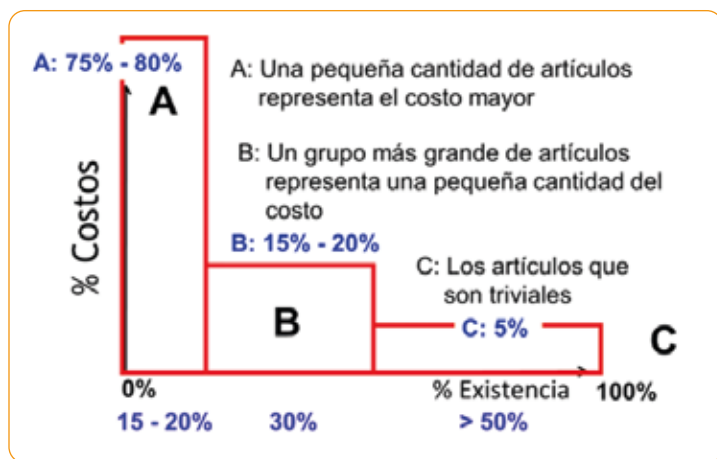 A: 75% - 80%
A
A: Una pequeña cantidad de artículos
representa el costo mayor
B: Un grupo más grande de artículos
representa una pequeña cantidad del
costo
B: 15% - 20%
C: Los artículos que
son triviales
C: 5%
% Costos
B
C
0%
% Existencia
100%
15 - 20%
30%
> 50%